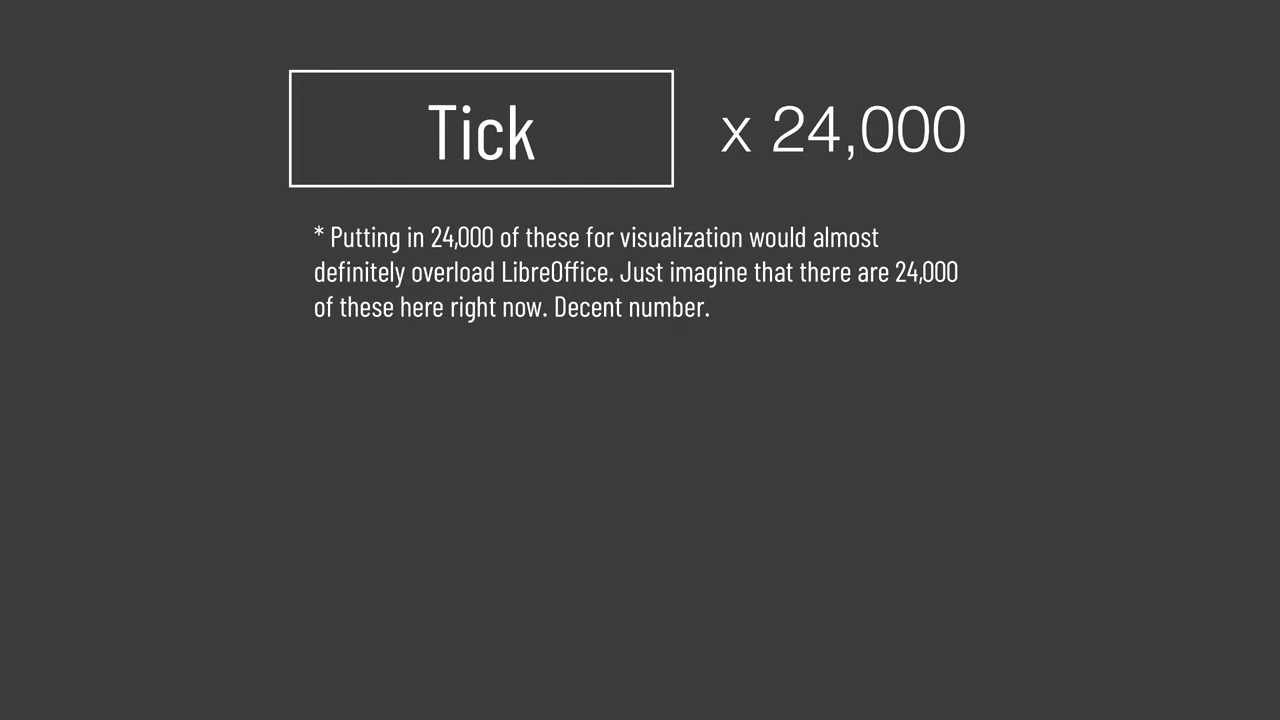 Tick x 24,000
* Putting in 24,000 of these for visualization would almost
definitely overload LibreOffice. Just imagine that there are 24,000
of these here right now. Decent number.